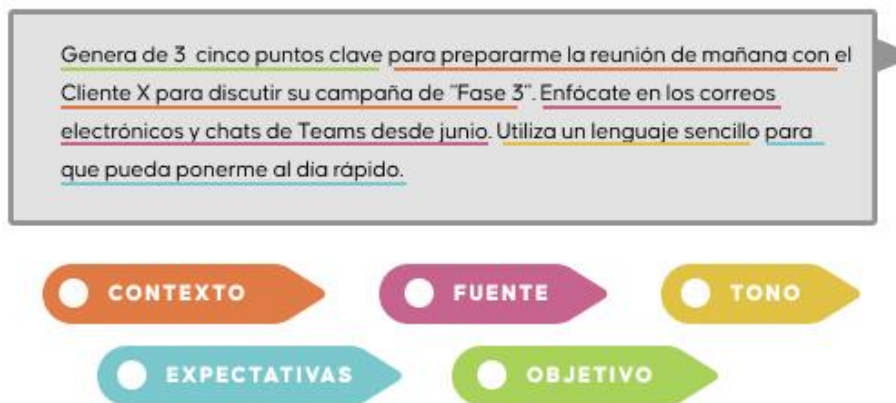 Genera de 3  cinco puntos clave para prepararme la reunión de mañana con el
Cliente X para discutir su campaña de "Fase 3". Enfócate en los correos
electrónicos y chats de Teams desde junio. Utiliza un lenguaje sencillo para
que pueda ponerme al dia rápido.
CONTEXTO
FUENTE
TONO
EXPECTATIVAS
OBJETIVO